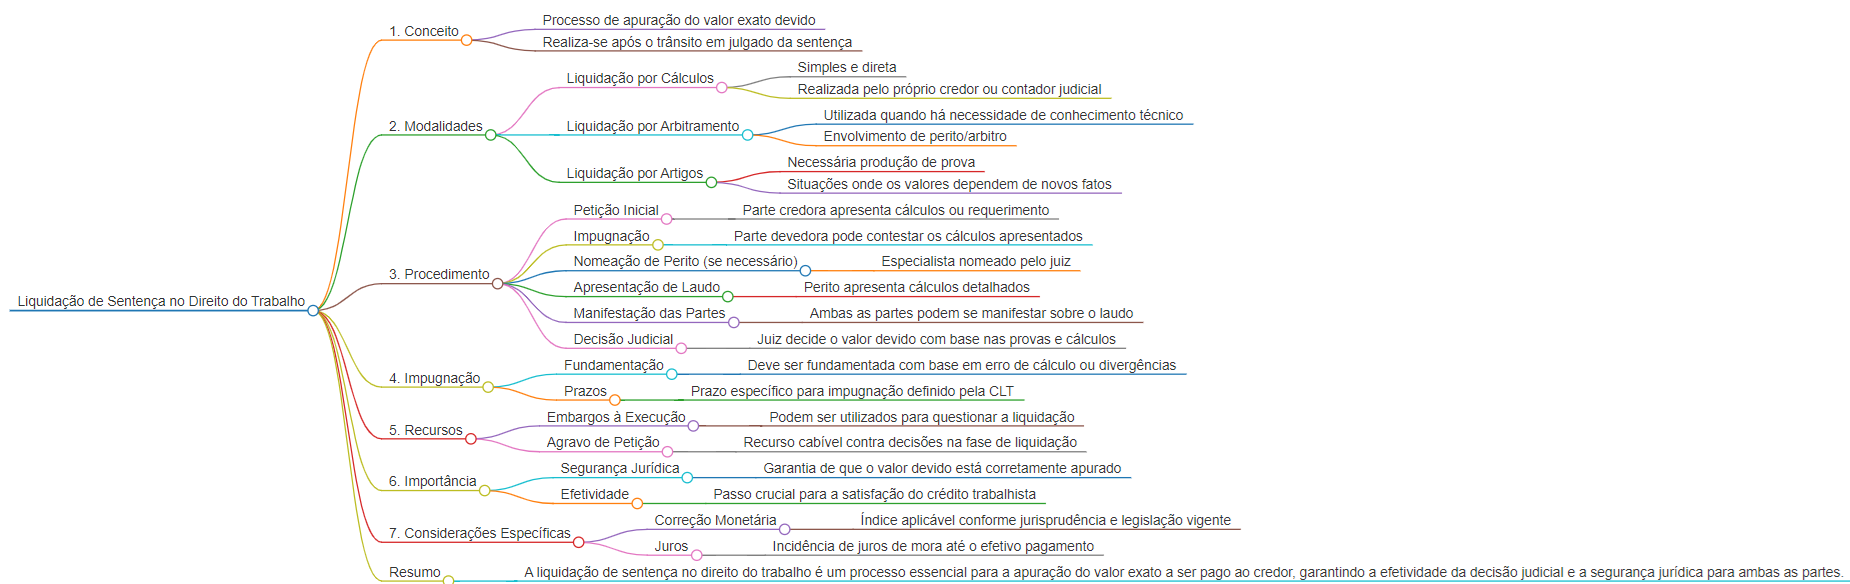 Liquidação de Sentença no Direito do Trabalho
1. Conceito
Processo de apuração do valor exato devido
Realiza-se após o trânsito em julgado da sentença
2. Modalidades
Liquidação por Cálculos
Simples e direta
Realizada pelo próprio credor ou contador judicial
Liquidação por Arbitramento
Utilizada quando há necessidade de conhecimento técnico
Envolvimento de perito/arbitro
Liquidação por Artigos
Necessária produção de prova
Situações onde os valores dependem de novos fatos
3. Procedimento
Petição Inicial
Parte credora apresenta cálculos ou requerimento
Impugnação
Parte devedora pode contestar os cálculos apresentados
Nomeação de Perito (se necessário)
Especialista nomeado pelo juiz
Apresentação de Laudo
Perito apresenta cálculos detalhados
Manifestação das Partes
Ambas as partes podem se manifestar sobre o laudo
Decisão Judicial
Juiz decide o valor devido com base nas provas e cálculos
4. Impugnação
Fundamentação
Deve ser fundamentada com base em erro de cálculo ou divergências
Prazos
Prazo específico para impugnação definido pela CLT
5. Recursos
Embargos à Execução
Podem ser utilizados para questionar a liquidação
Agravo de Petição
Recurso cabível contra decisões na fase de liquidação
6. Importância
Segurança Jurídica
Garantia de que o valor devido está corretamente apurado
Efetividade
Passo crucial para a satisfação do crédito trabalhista
7. Considerações Específicas
Correção Monetária
Índice aplicável conforme jurisprudência e legislação vigente
Juros
Incidência de juros de mora até o efetivo pagamento
Resumo
A liquidação de sentença no direito do trabalho é um processo essencial para a apuração do valor exato a ser pago ao credor, garantindo a efetividade da decisão judicial e a segurança jurídica para ambas as partes.